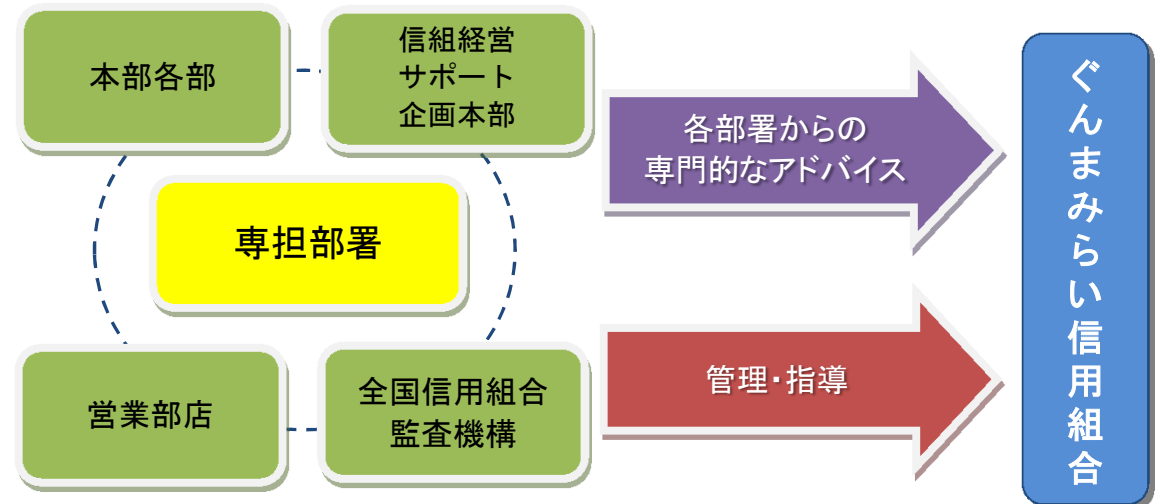 本部各部
信組経営
サポート
企画本部
専担部署
営業部店
全国信用組合
監査機構
各部署からの
専門的なアドバイス
管理・指導
ぐんまみらい信用組合